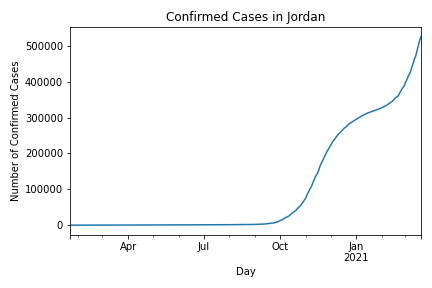 Confirmed Cases in Jordan
Number of Confirmed Cases
500000
400000
300000
200000
100000
0
Apr
Jul
Oct
Jan
2021
Day